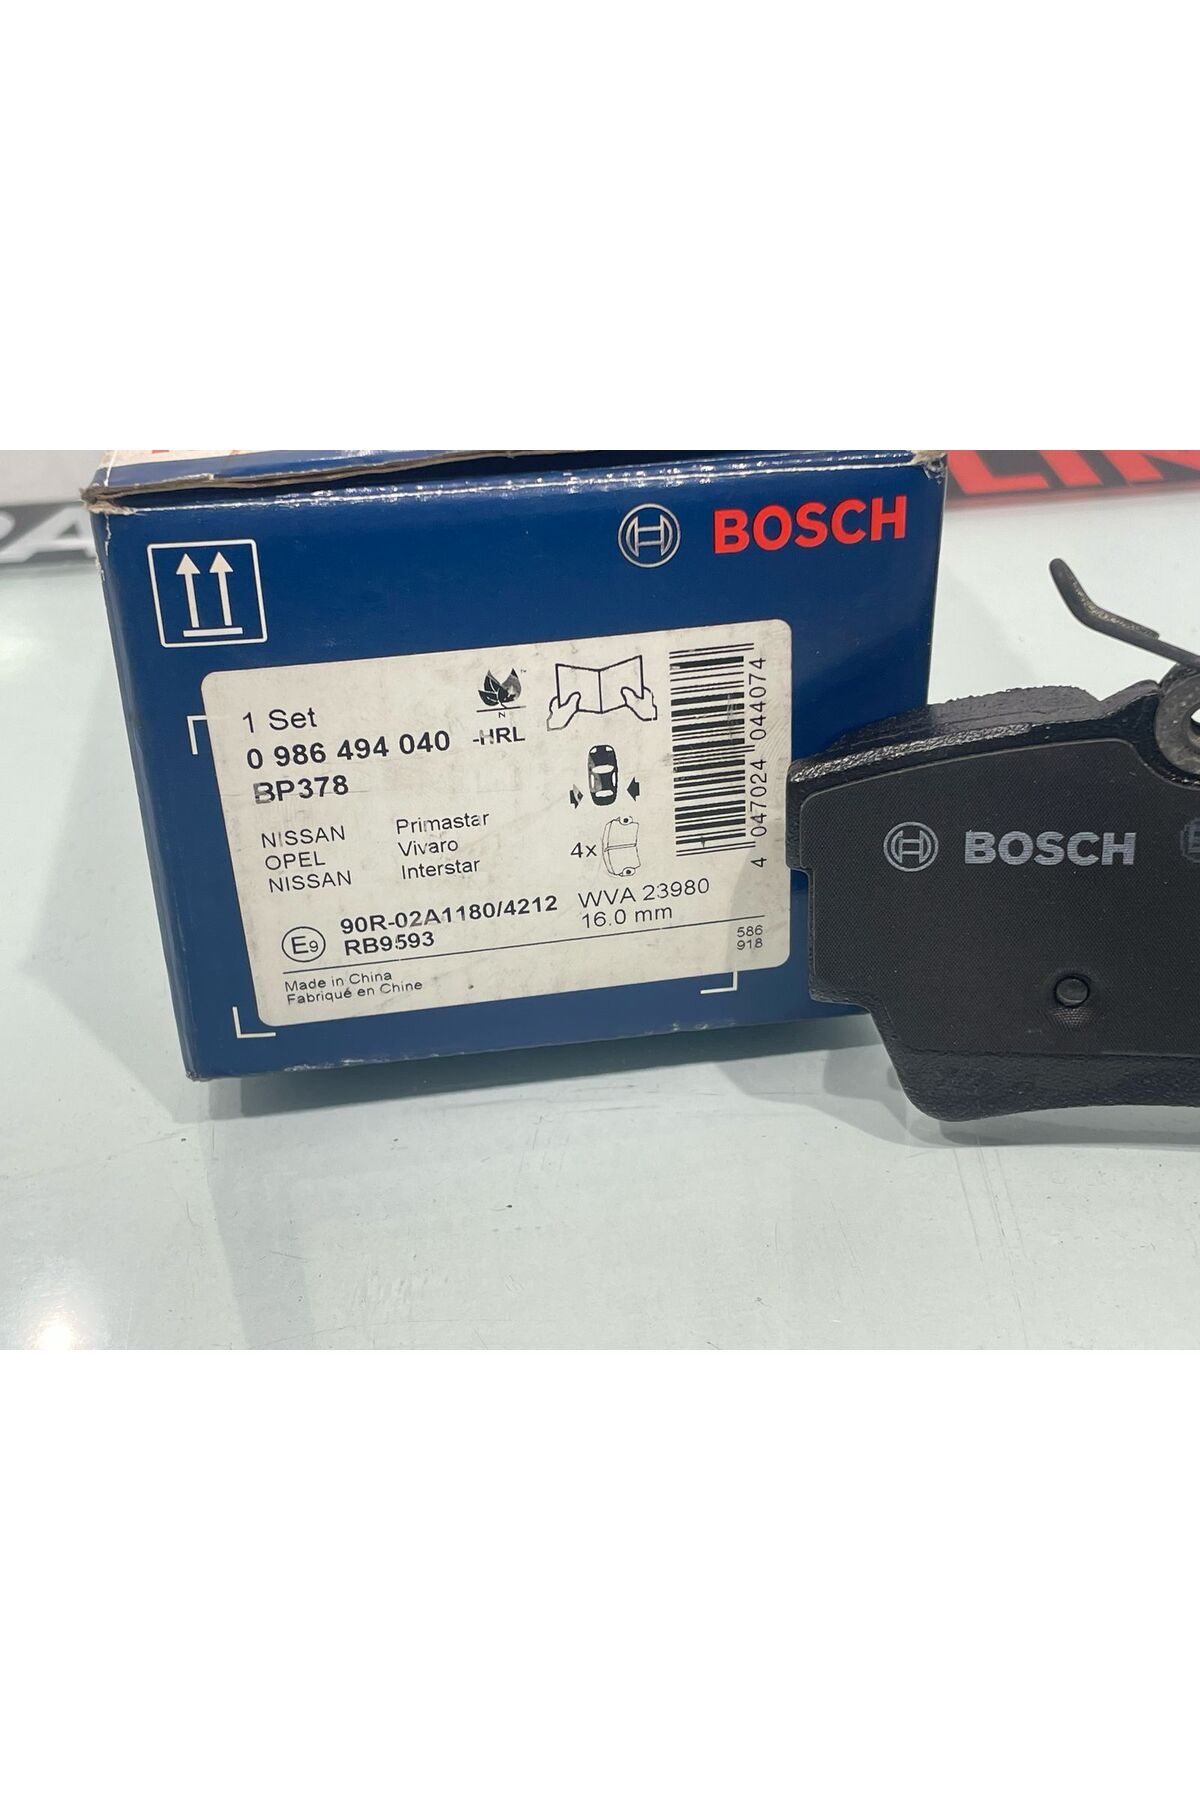 BOSCH
1 Set
0 986 494 040 -HRL
BP378
NISSAN Primastar
OPEL Vivaro
NISSAN Interstar
4x
E9
90R-02A1180/4212
RB9593
WVA 23980
16.0 mm
586
918
Made in China
Fabriqué en Chine
4 047024 044074
N
BOSCH